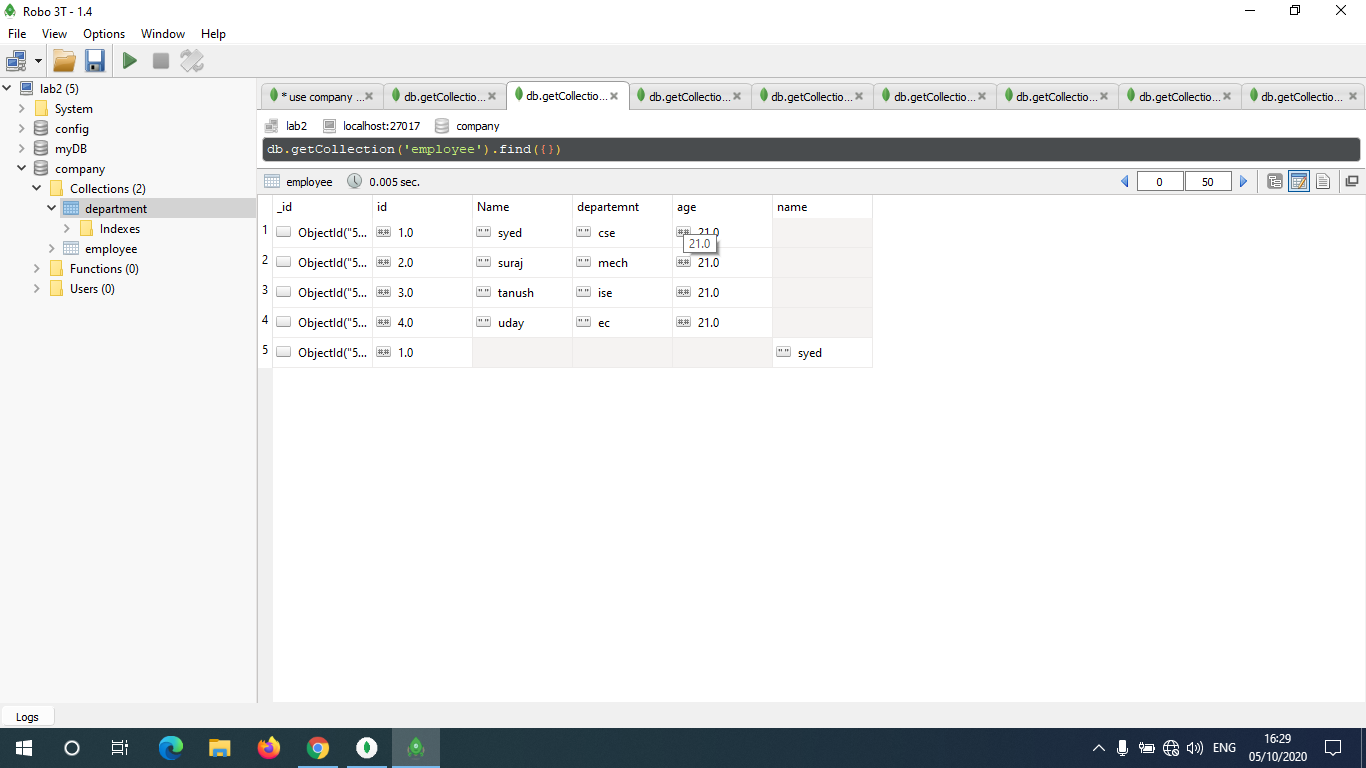 Robo 3T - 1.4
File View Options Window Help
lab2 (5)
System
config
myDB
company
Collections (2)
department
Indexes
employee
Functions (0)
Users (0)
* use company ... db.getCollectio... db.getCollectio... db.getCollectio... db.getCollectio... db.getCollectio... db.getCollectio... db.getCollectio... db.getCollectio...
lab2 localhost:27017 company
db.getCollection('employee').find({})
employee 0.005 sec. 0 50
_id id Name departemnt age name
1 ObjectId("5... #.# 1.0 " " syed " " cse #.# 21.0
21.0
2 ObjectId("5... #.# 2.0 " " suraj " " mech #.# 21.0
3 ObjectId("5... #.# 3.0 " " tanush " " ise #.# 21.0
4 ObjectId("5... #.# 4.0 " " uday " " ec #.# 21.0
5 ObjectId("5... #.# 1.0 " " syed
Logs
ENG 16:29
05/10/2020